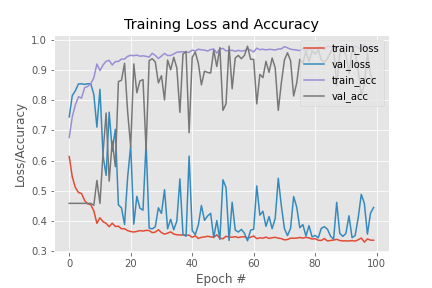 Training Loss and Accuracy
1.0
0.9
0.8
0.7
0.6
0.5
0.4
0.3
Loss/Accuracy
train_loss
val_loss
train_acc
val_acc
0 20 40 60 80 100
Epoch #